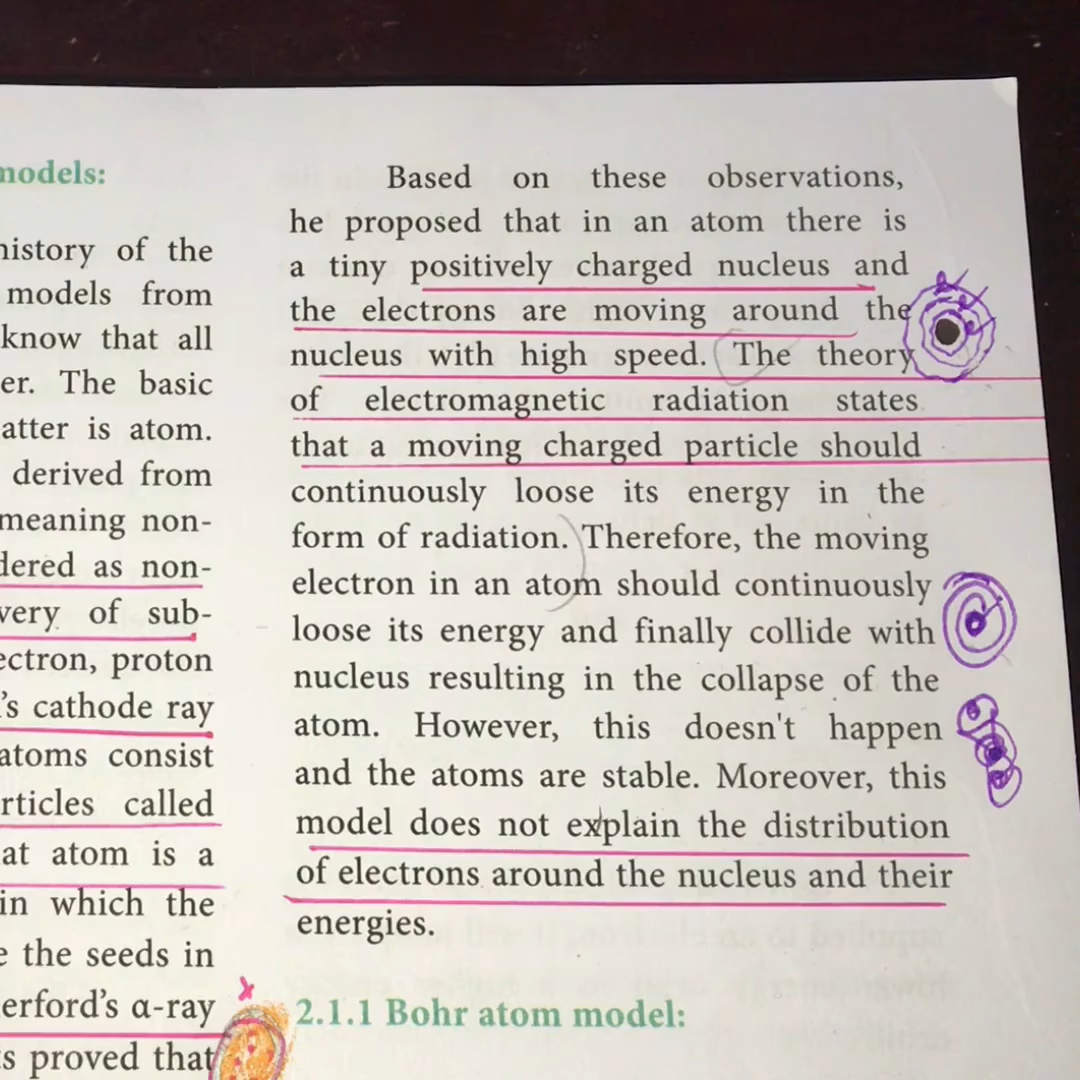 models:
history of the
models from
know that all
er. The basic
atter is atom.
derived from
meaning non-
dered as non-
very of sub-
ectron, proton
's cathode ray
atoms consist
rticles called
at atom is a
in which the
e the seeds in
erford's α-ray
s proved that
Based on these observations,
he proposed that in an atom there is
a tiny positively charged nucleus and
the electrons are moving around the
nucleus with high speed. The theory
of electromagnetic radiation states
that a moving charged particle should
continuously loose its energy in the
form of radiation. Therefore, the moving
electron in an atom should continuously
loose its energy and finally collide with
nucleus resulting in the collapse of the
atom. However, this doesn't happen
and the atoms are stable. Moreover, this
model does not explain the distribution
of electrons around the nucleus and their
energies.
2.1.1 Bohr atom model: